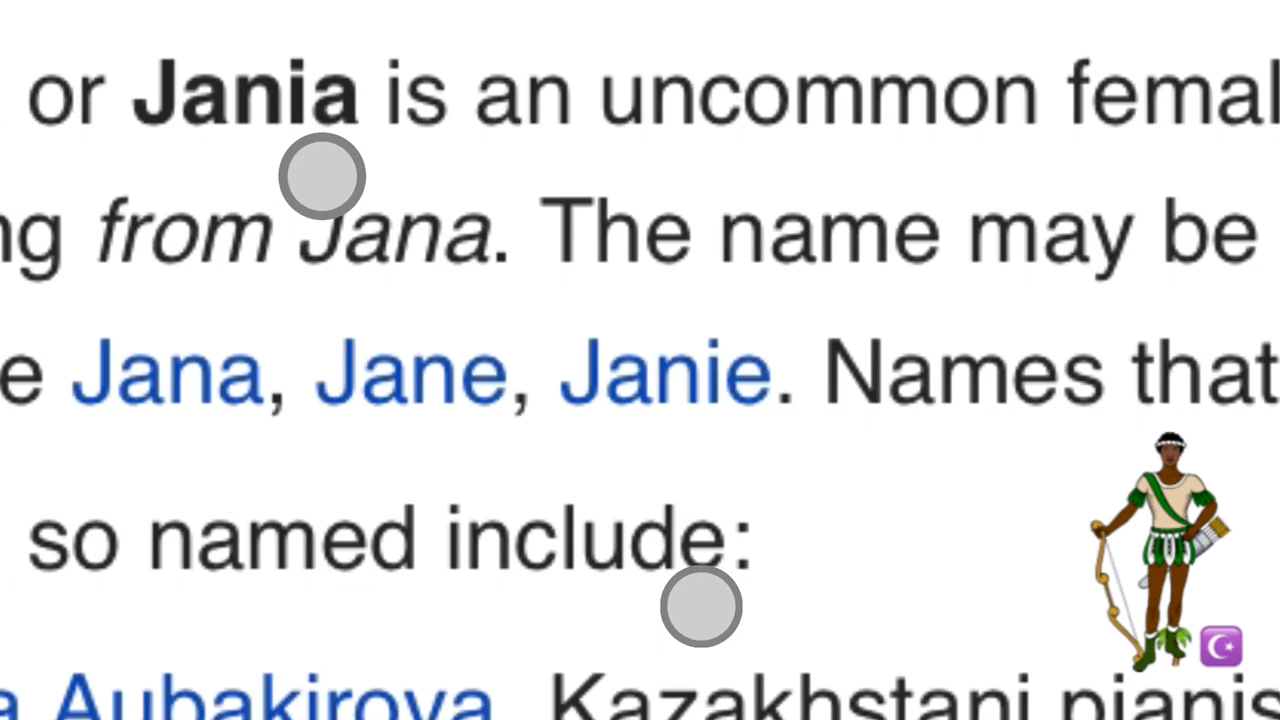 or Jania is an uncommon femal
ng from Jana. The name may be
e Jana, Jane, Janie. Names that
so named include:
a Aubakirova, Kazakhstani pianis